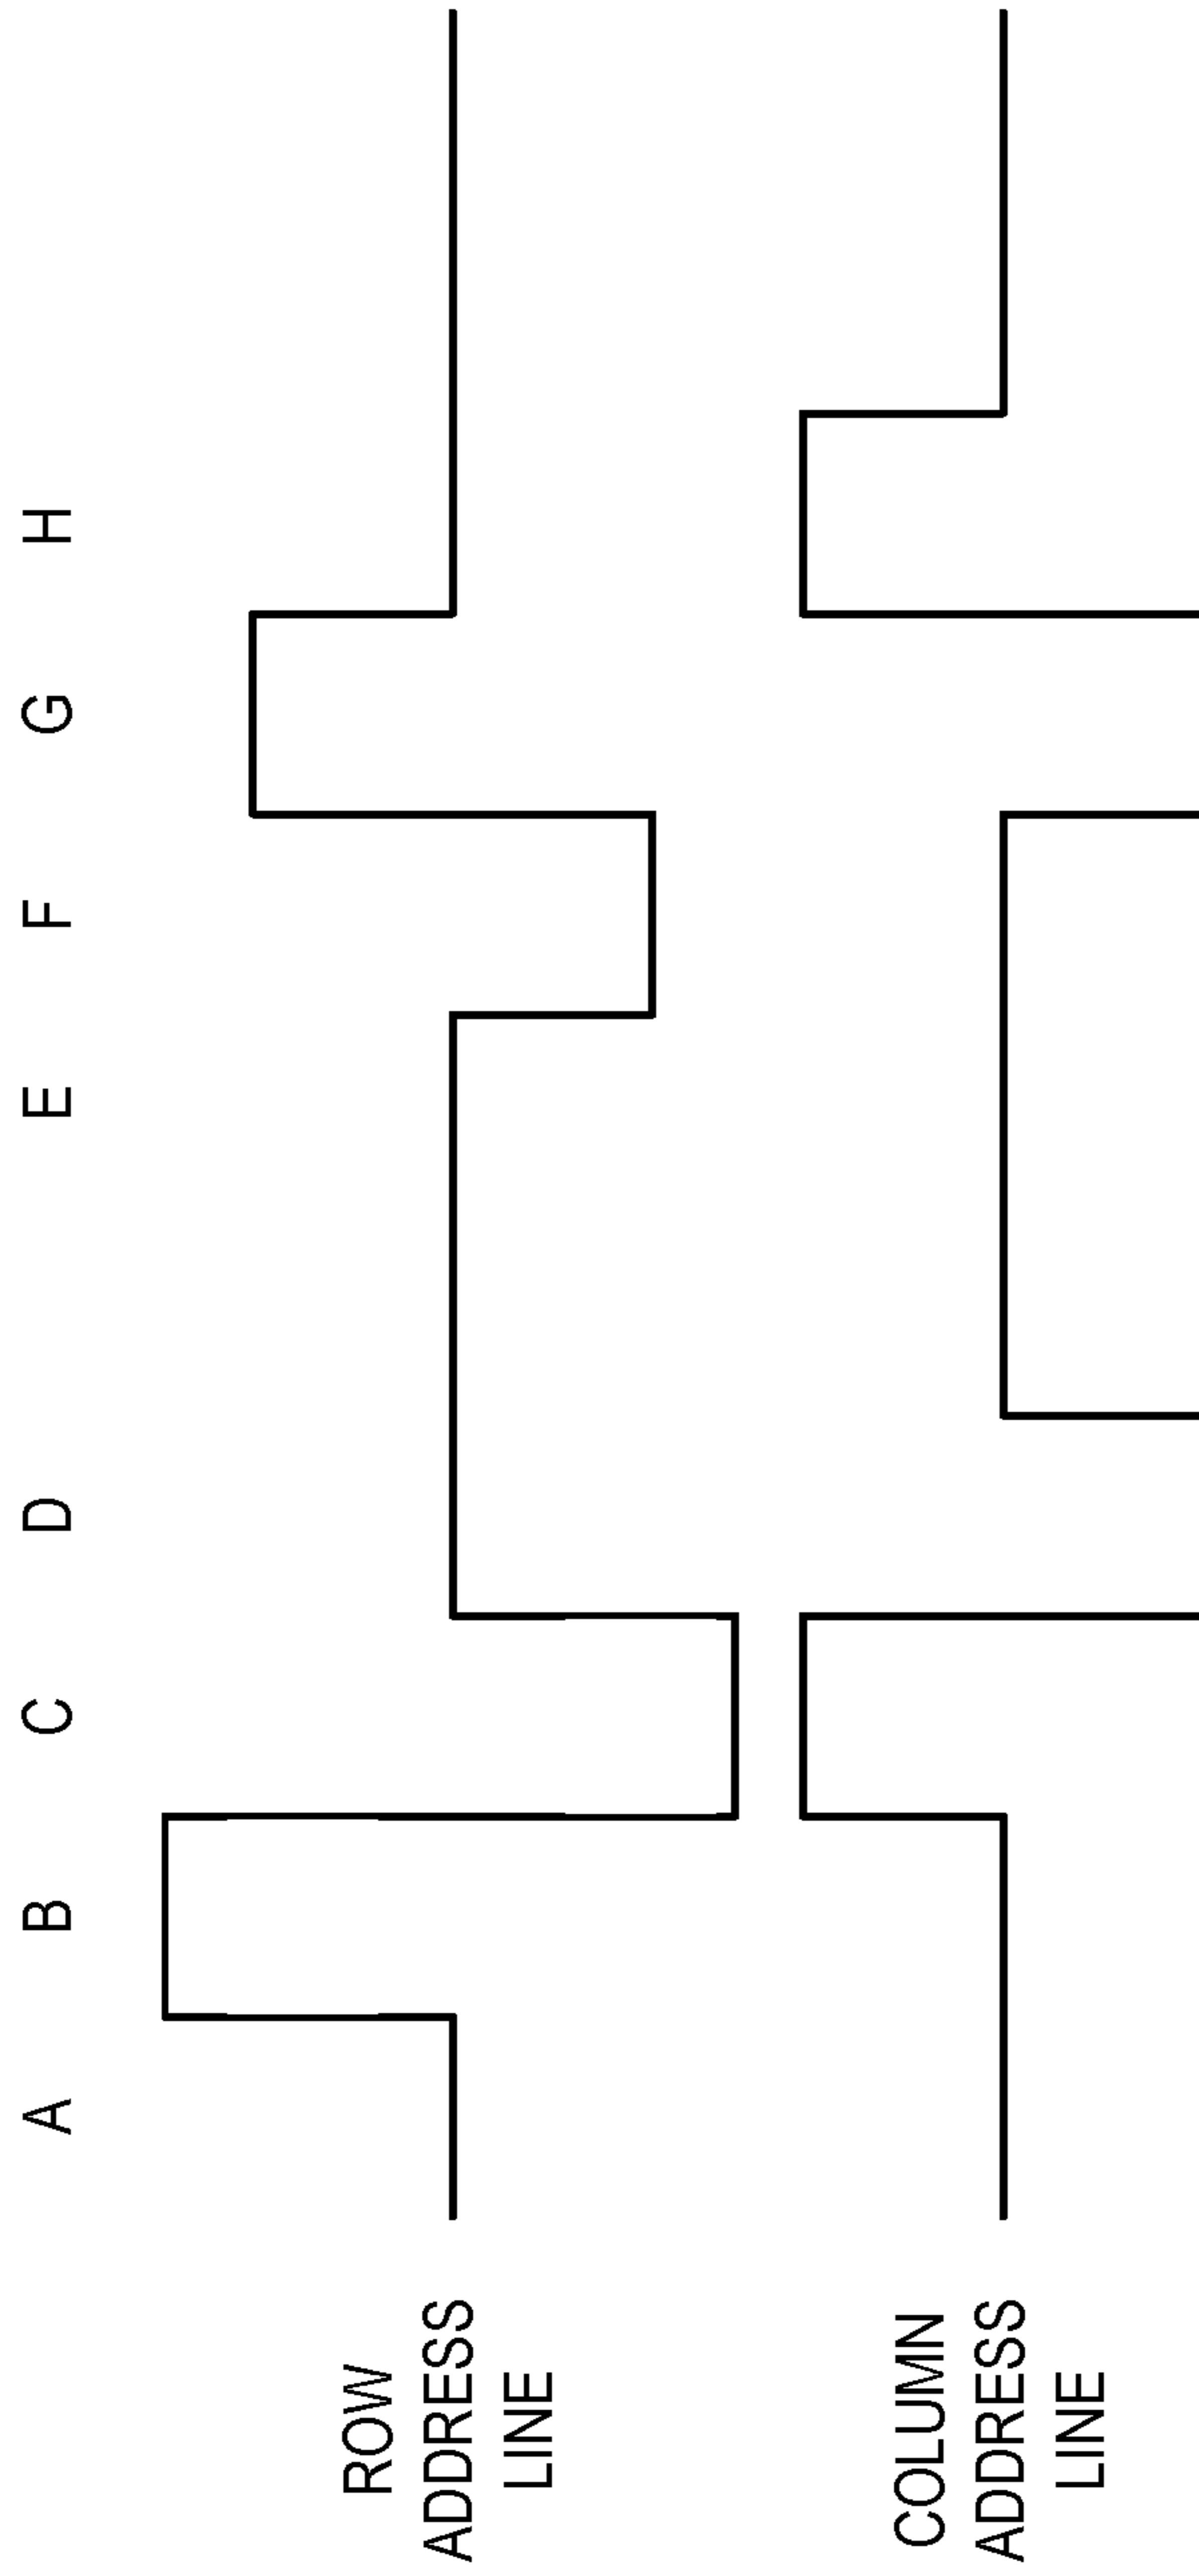 A B C D E F G H
ROW
ADDRESS
LINE
COLUMN
ADDRESS
LINE